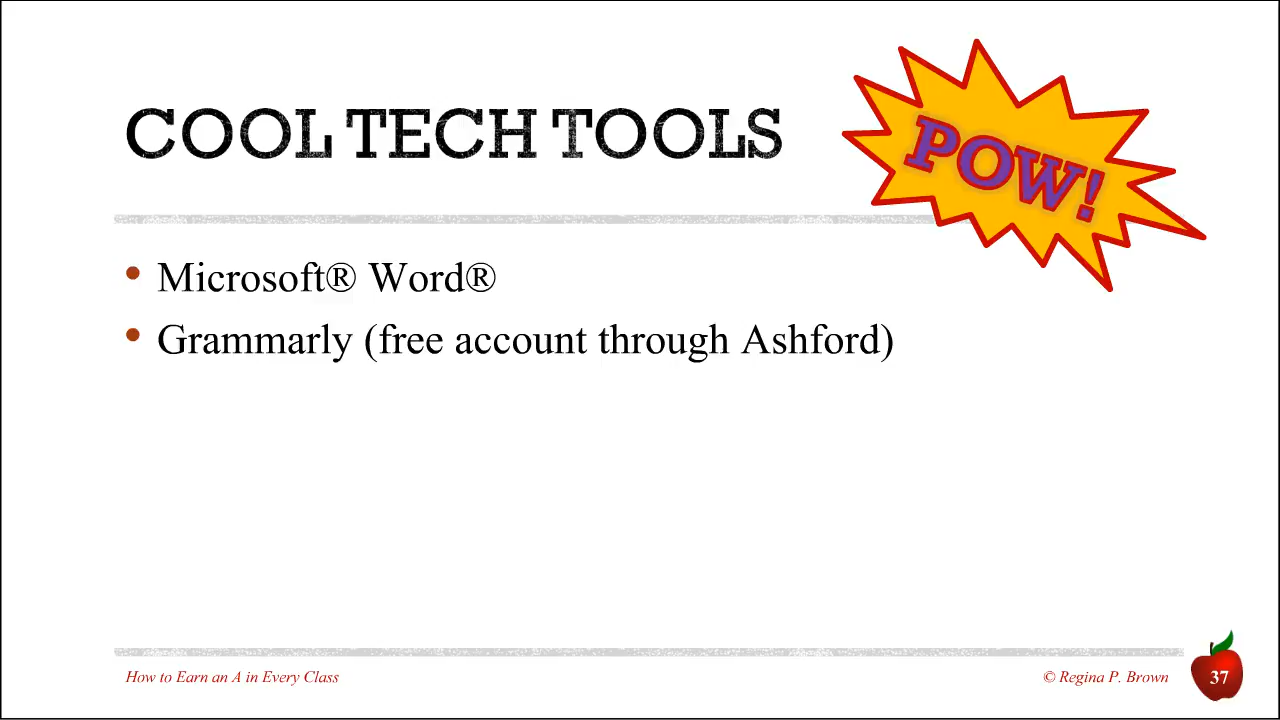 COOL TECH TOOLS
POW!
• Microsoft® Word®
• Grammarly (free account through Ashford)
How to Earn an A in Every Class
© Regina P. Brown
37